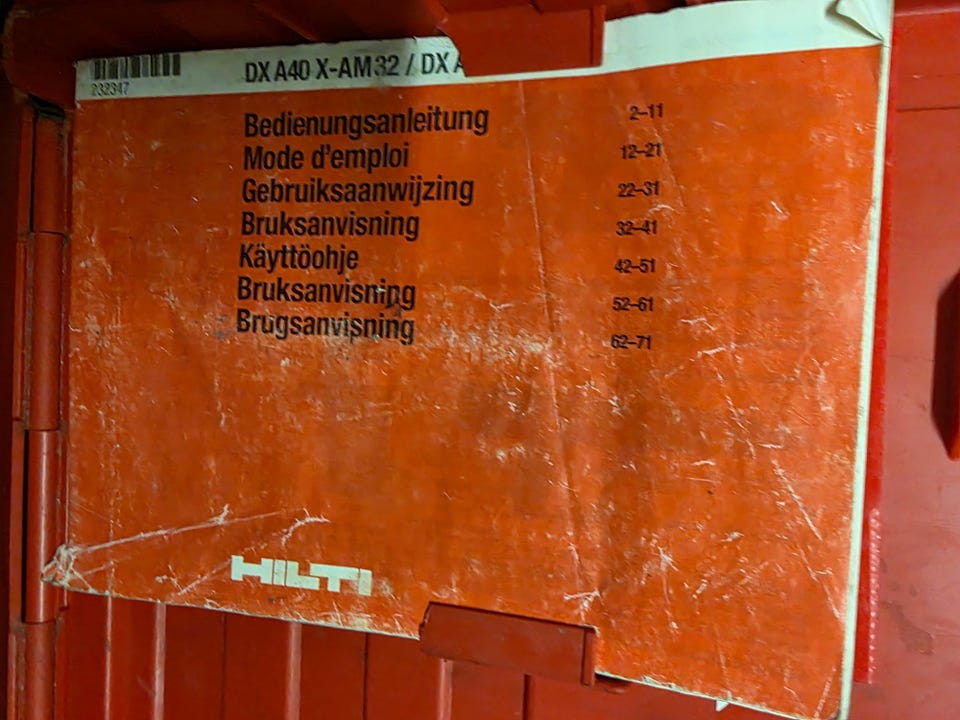 DX A40 X-AM32 / DX A
232347
Bedienungsanleitung 2–11
Mode d'emploi 12–21
Gebruiksaanwijzing 22–31
Bruksanvisning 32–41
Käyttöohje 42–51
Bruksanvisning 52–61
Brugsanvisning 62–71
HILTI